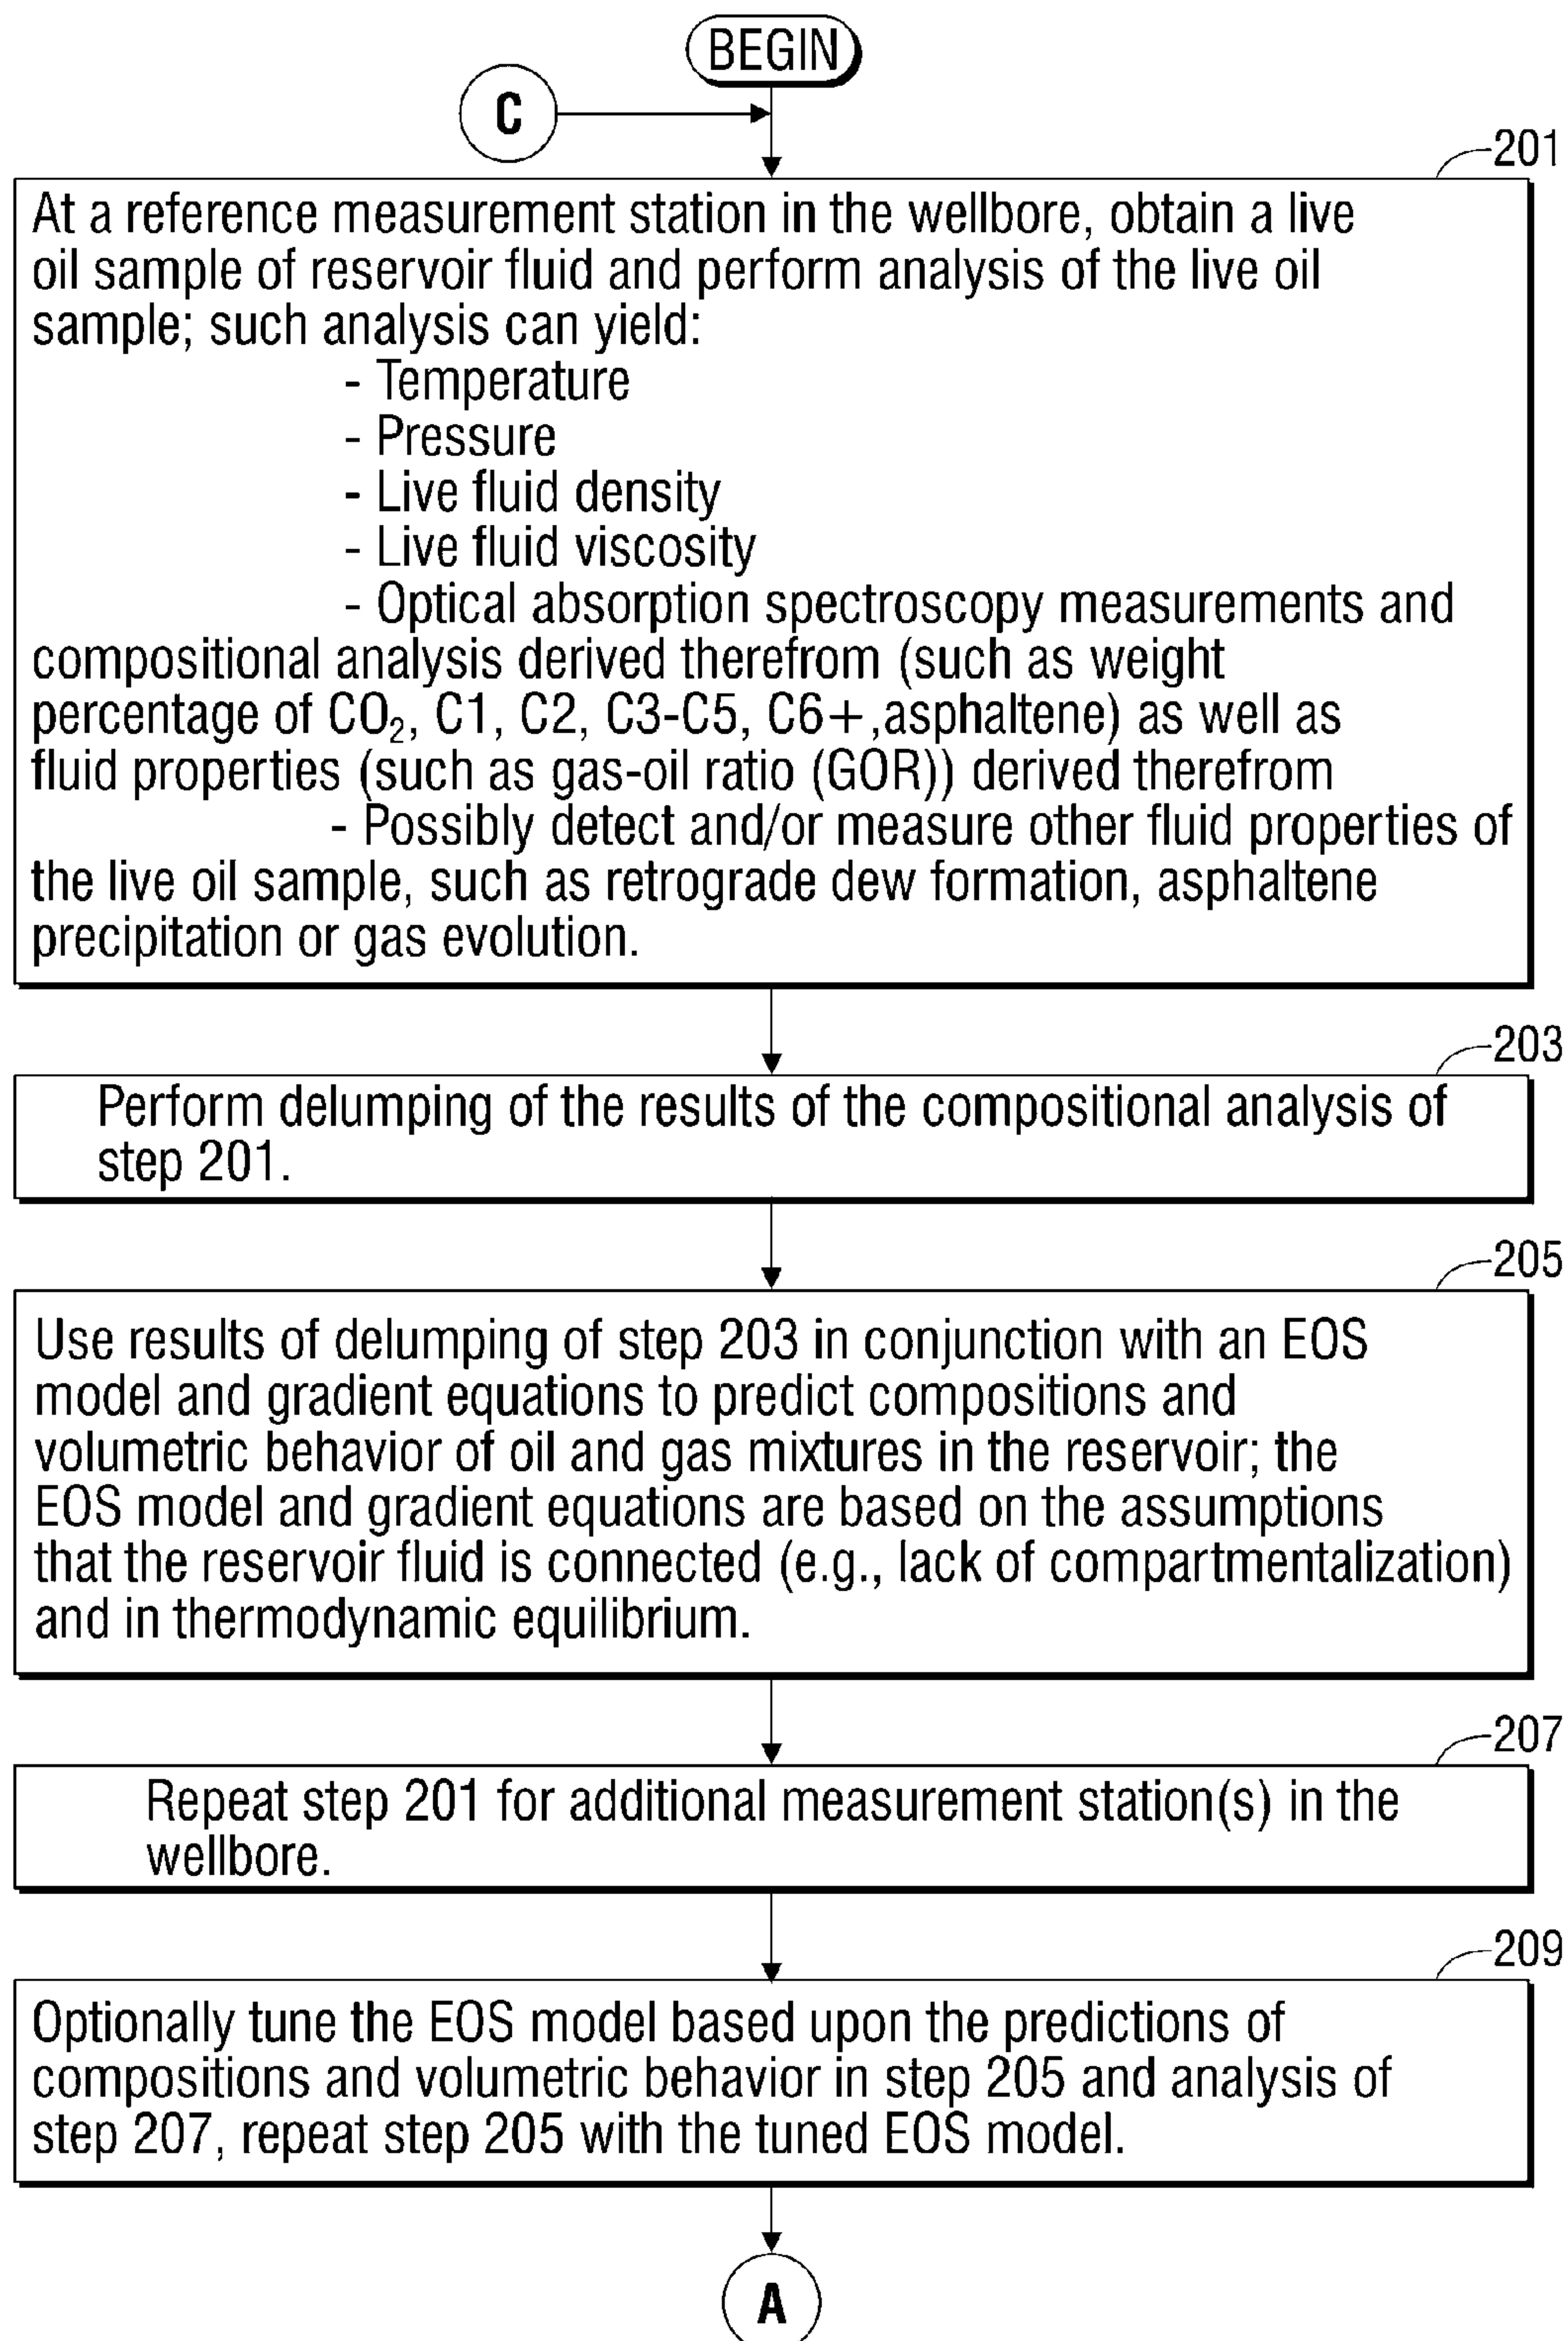 BEGIN
C
201
At a reference measurement station in the wellbore, obtain a live
oil sample of reservoir fluid and perform analysis of the live oil
sample; such analysis can yield:
- Temperature
- Pressure
- Live fluid density
- Live fluid viscosity
- Optical absorption spectroscopy measurements and
compositional analysis derived therefrom (such as weight
percentage of CO₂, C1, C2, C3-C5, C6+,asphaltene) as well as
fluid properties (such as gas-oil ratio (GOR)) derived therefrom
- Possibly detect and/or measure other fluid properties of
the live oil sample, such as retrograde dew formation, asphaltene
precipitation or gas evolution.
203
Perform delumping of the results of the compositional analysis of
step 201.
205
Use results of delumping of step 203 in conjunction with an EOS
model and gradient equations to predict compositions and
volumetric behavior of oil and gas mixtures in the reservoir; the
EOS model and gradient equations are based on the assumptions
that the reservoir fluid is connected (e.g., lack of compartmentalization)
and in thermodynamic equilibrium.
207
Repeat step 201 for additional measurement station(s) in the
wellbore.
209
Optionally tune the EOS model based upon the predictions of
compositions and volumetric behavior in step 205 and analysis of
step 207, repeat step 205 with the tuned EOS model.
A